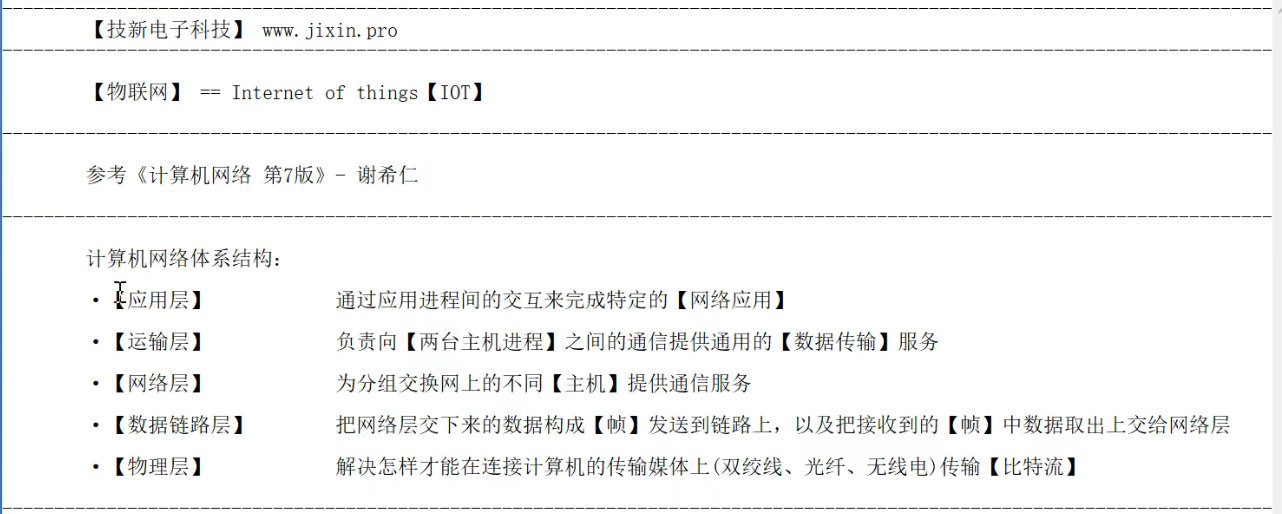 【技新电子科技】 www.jixin.pro
【物联网】 == Internet of things【IOT】
参考《计算机网络 第7版》- 谢希仁
计算机网络体系结构:
• 【应用层】 通过应用进程间的交互来完成特定的【网络应用】
• 【运输层】 负责向【两台主机进程】之间的通信提供通用的【数据传输】服务
• 【网络层】 为分组交换网上的不同【主机】提供通信服务
• 【数据链路层】 把网络层交下来的数据构成【帧】发送到链路上，以及把接收到的【帧】中数据取出上交给网络层
• 【物理层】 解决怎样才能在连接计算机的传输媒体上(双绞线、光纤、无线电)传输【比特流】